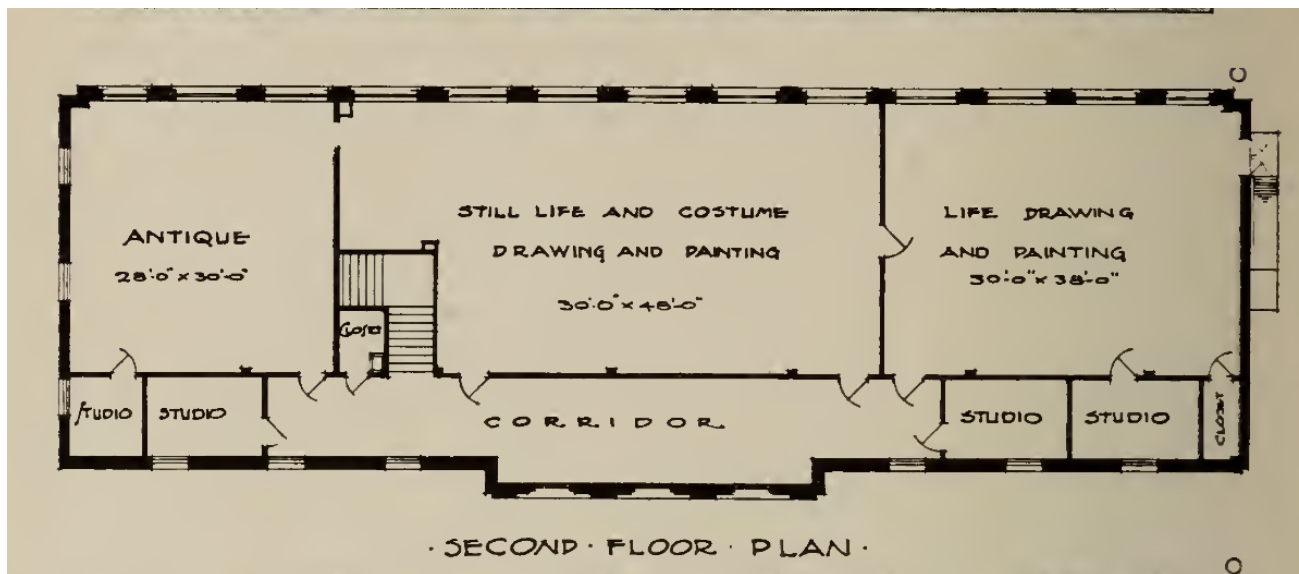 ANTIQUE
28'-0" x 30'-0"
STILL LIFE AND COSTUME
DRAWING AND PAINTING
30'-0" x 48'-0"
LIFE DRAWING
AND PAINTING
30'-0" x 38'-0"
CLOSET
STUDIO
STUDIO
CORRIDOR
STUDIO
STUDIO
CLOSET
· SECOND · FLOOR · PLAN ·